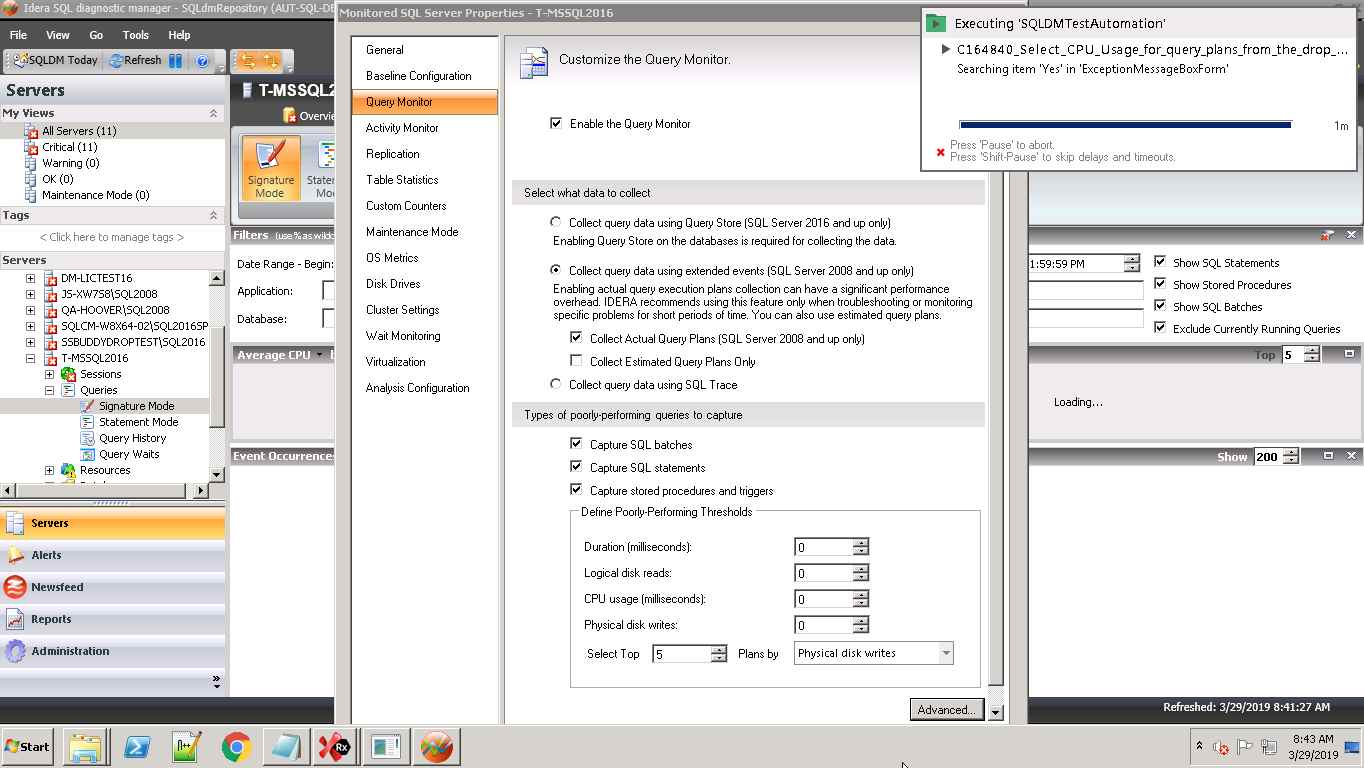 Idera SQL diagnostic manager - SQLdmRepository (AUT-SQL-DE
File View Go Tools Help
SQLDM Today Refresh
Servers
My Views
All Servers (11)
Critical (11)
Warning (0)
OK (0)
Maintenance Mode (0)
Tags
< Click here to manage tags >
Servers
DM-LICTEST16
JS-XW7S8\SQL2008
QA-HOOVER\SQL2008
SQLCM-W8X64-02\SQL2016SP
SSBUDDYDROPTEST\SQL2016
T-MSSQL2016
Sessions
Queries
Signature Mode
Statement Mode
Query History
Query Waits
Resources
Servers
Alerts
Newsfeed
Reports
Administration
T-MSSQL2
Overvie
Signature
Mode
Statem
Mo
Filters (use % as wildc
Date Range - Begin:
Application:
Database:
Average CPU
Event Occurrence
Monitored SQL Server Properties - T-MSSQL2016
General
Baseline Configuration
Query Monitor
Activity Monitor
Replication
Table Statistics
Custom Counters
Maintenance Mode
OS Metrics
Disk Drives
Cluster Settings
Wait Monitoring
Virtualization
Analysis Configuration
Customize the Query Monitor.
Enable the Query Monitor
Select what data to collect
Collect query data using Query Store (SQL Server 2016 and up only)
Enabling Query Store on the databases is required for collecting the data.
Collect query data using extended events (SQL Server 2008 and up only)
Enabling actual query execution plans collection can have a significant performance
overhead. IDERA recommends using this feature only when troubleshooting or monitoring
specific problems for short periods of time. You can also use estimated query plans.
Collect Actual Query Plans (SQL Server 2008 and up only)
Collect Estimated Query Plans Only
Collect query data using SQL Trace
Types of poorly-performing queries to capture
Capture SQL batches
Capture SQL statements
Capture stored procedures and triggers
Define Poorly-Performing Thresholds
Duration (milliseconds): 0
Logical disk reads: 0
CPU usage (milliseconds): 0
Physical disk writes: 0
Select Top 5 Plans by Physical disk writes
Advanced...
Executing 'SQLDMTestAutomation'
C164840_Select_CPU_Usage_for_query_plans_from_the_drop_...
Searching item 'Yes' in 'ExceptionMessageBoxForm'
1m
Press 'Pause' to abort.
Press 'Shift-Pause' to skip delays and timeouts.
1:59:59 PM
Show SQL Statements
Show Stored Procedures
Show SQL Batches
Exclude Currently Running Queries
Top 5
Loading...
Show 200
Refreshed: 3/29/2019 8:41:27 AM
Start
8:43 AM
3/29/2019